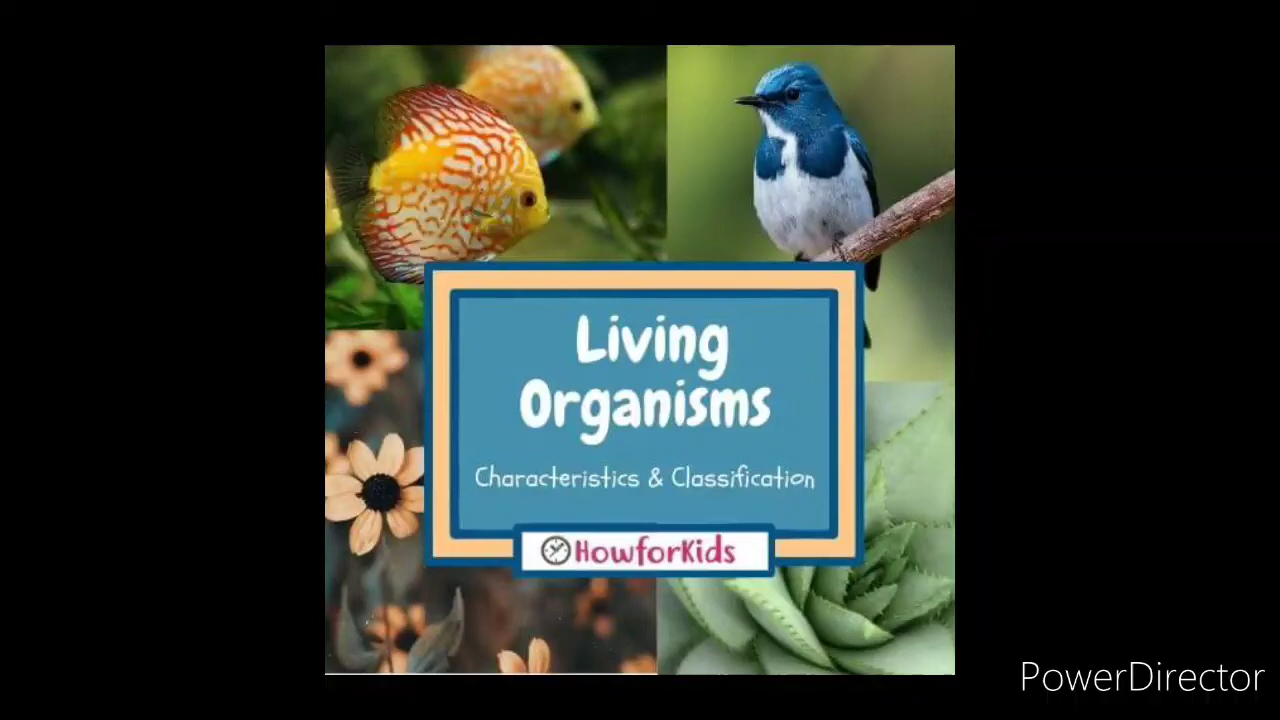 Living
Organisms
Characteristics & Classification
HowforKids
PowerDirector